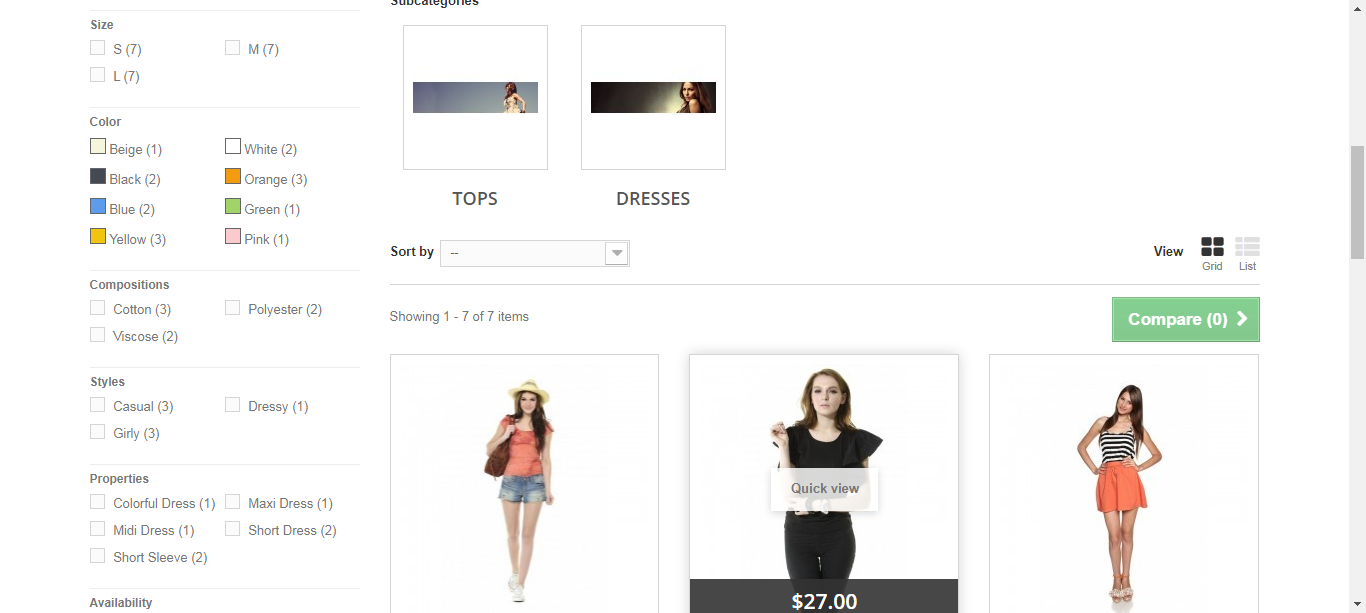 Subcategories
Size
S (7)
M (7)
L (7)
Color
Beige (1)
White (2)
Black (2)
Orange (3)
Blue (2)
Green (1)
Yellow (3)
Pink (1)
Compositions
Cotton (3)
Polyester (2)
Viscose (2)
Styles
Casual (3)
Dressy (1)
Girly (3)
Properties
Colorful Dress (1)
Maxi Dress (1)
Midi Dress (1)
Short Dress (2)
Short Sleeve (2)
Availability
TOPS
DRESSES
Sort by
--
View
Grid
List
Showing 1 - 7 of 7 items
Compare (0)
Quick view
$27.00